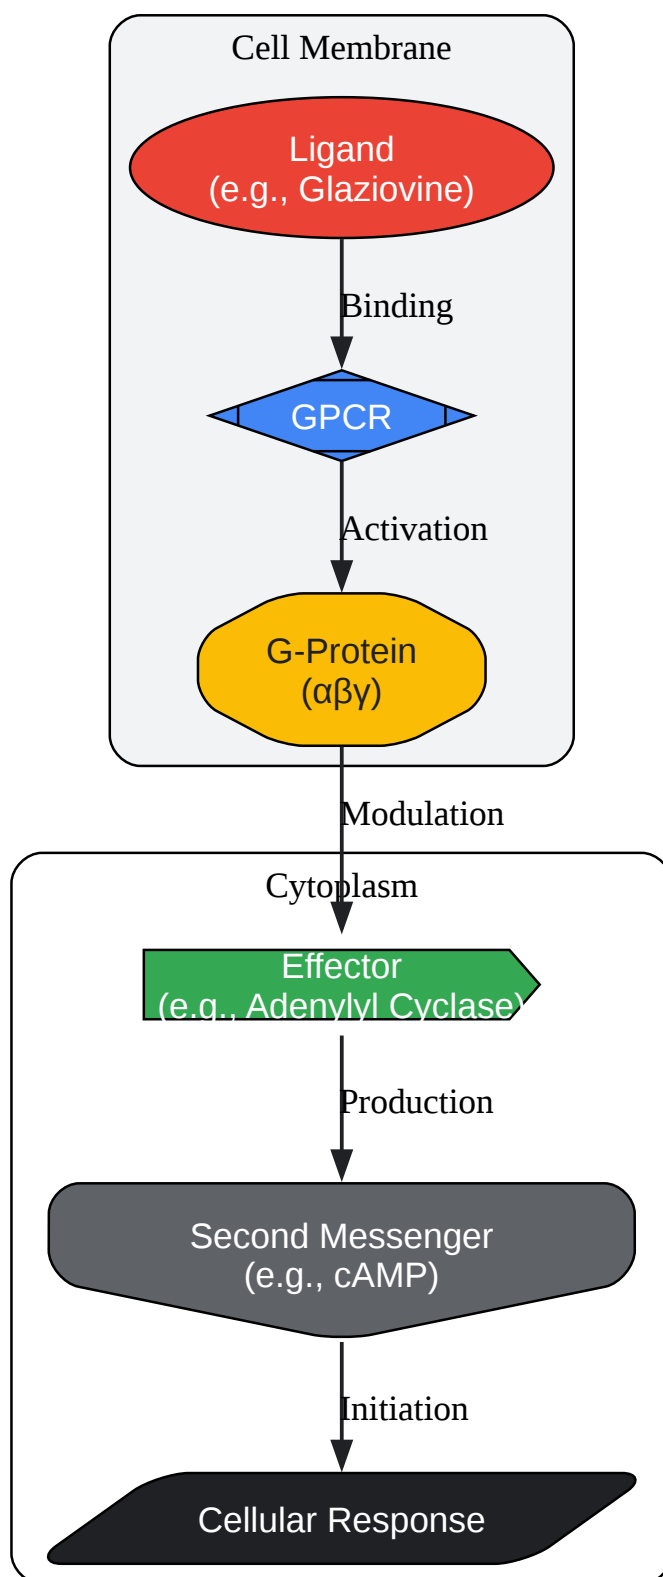 Cell Membrane
Ligand
(e.g., Glaziovine)
Binding
GPCR
Activation
G-Protein
(αβγ)
Modulation
Cytoplasm
Effector
(e.g., Adenylyl Cyclase)
Production
Second Messenger
(e.g., cAMP)
Initiation
Cellular Response